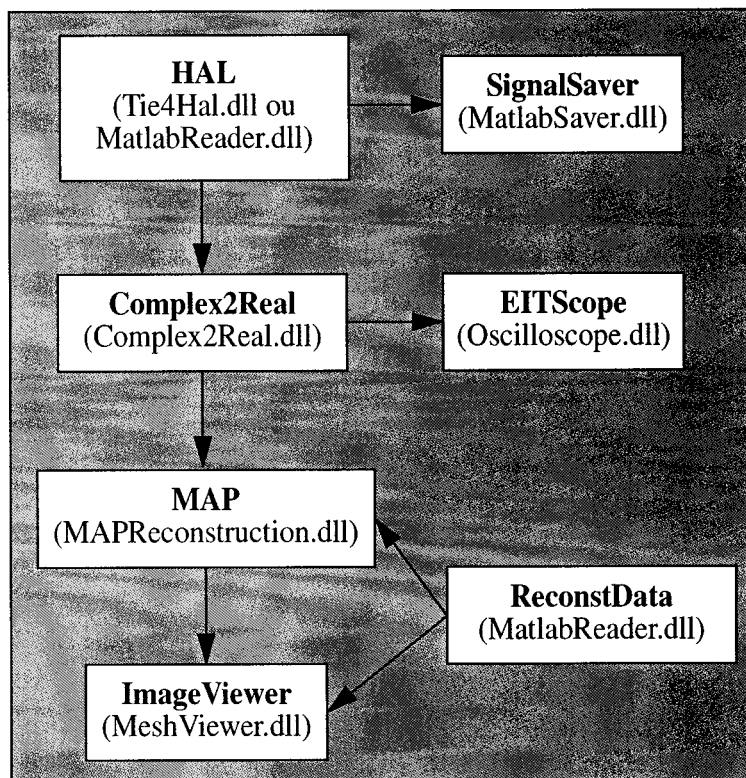 HAL
(Tie4Hal.dll ou
MatlabReader.dll)
SignalSaver
(MatlabSaver.dll)
Complex2Real
(Complex2Real.dll)
EITScope
(Oscilloscope.dll)
MAP
(MAPReconstruction.dll)
ReconstData
(MatlabReader.dll)
ImageViewer
(MeshViewer.dll)